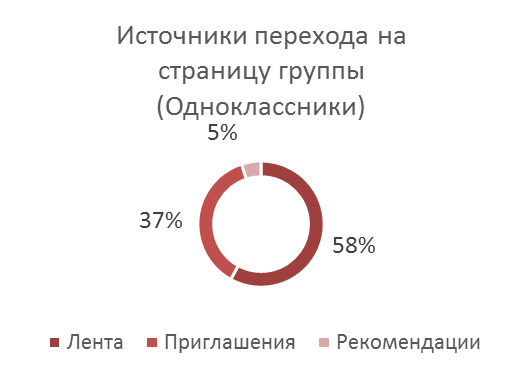 Источники перехода на
страницу группы
(Одноклассники)
5%
37%
58%
Лента
Приглашения
Рекомендации